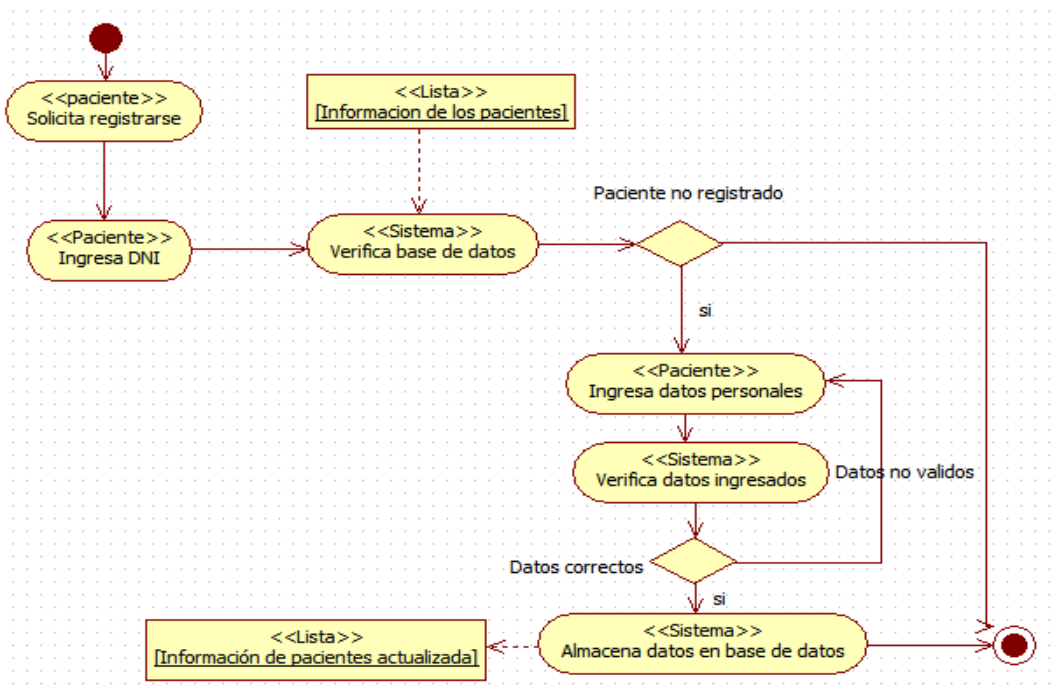 <<paciente>>
Solicita registrarse
<<Lista>>
[Informacion de los pacientes]
<<Paciente>>
Ingresa DNI
<<Sistema>>
Verifica base de datos
Paciente no registrado
si
<<Paciente>>
Ingresa datos personales
<<Sistema>>
Verifica datos ingresados
Datos no validos
Datos correctos
si
<<Sistema>>
Almacena datos en base de datos
<<Lista>>
[Información de pacientes actualizada]